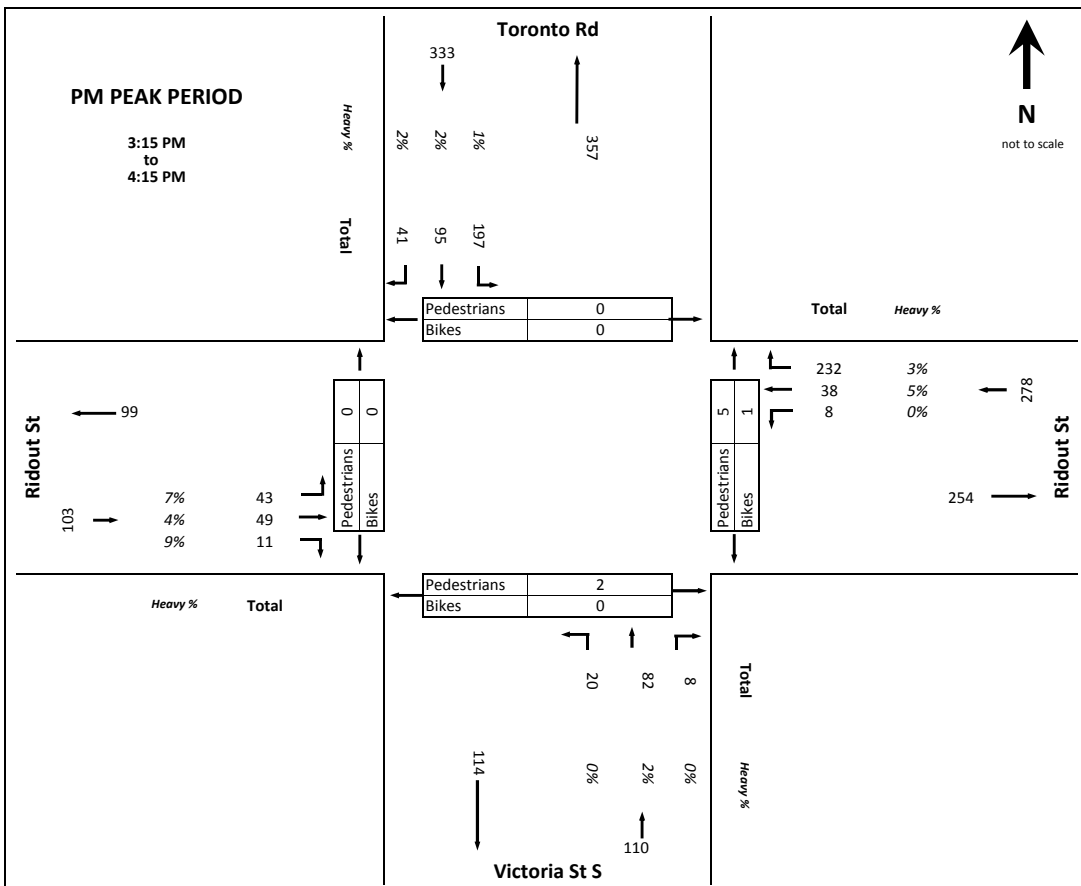 Toronto Rd
333
PM PEAK PERIOD
3:15 PM
to
4:15 PM
N
not to scale
Heavy %
2%
2%
1%
357
Total
41
95
197
Pedestrians 0
Bikes 0
Total Heavy %
232 3%
38 5%
8 0%
278
Ridout St
254
Pedestrians 5
Bikes 1
Pedestrians 0
Bikes 0
Ridout St
99
103
7% 43
4% 49
9% 11
Heavy % Total
Pedestrians 2
Bikes 0
20
82
8
Total
114
0%
2%
0%
Heavy %
110
Victoria St S